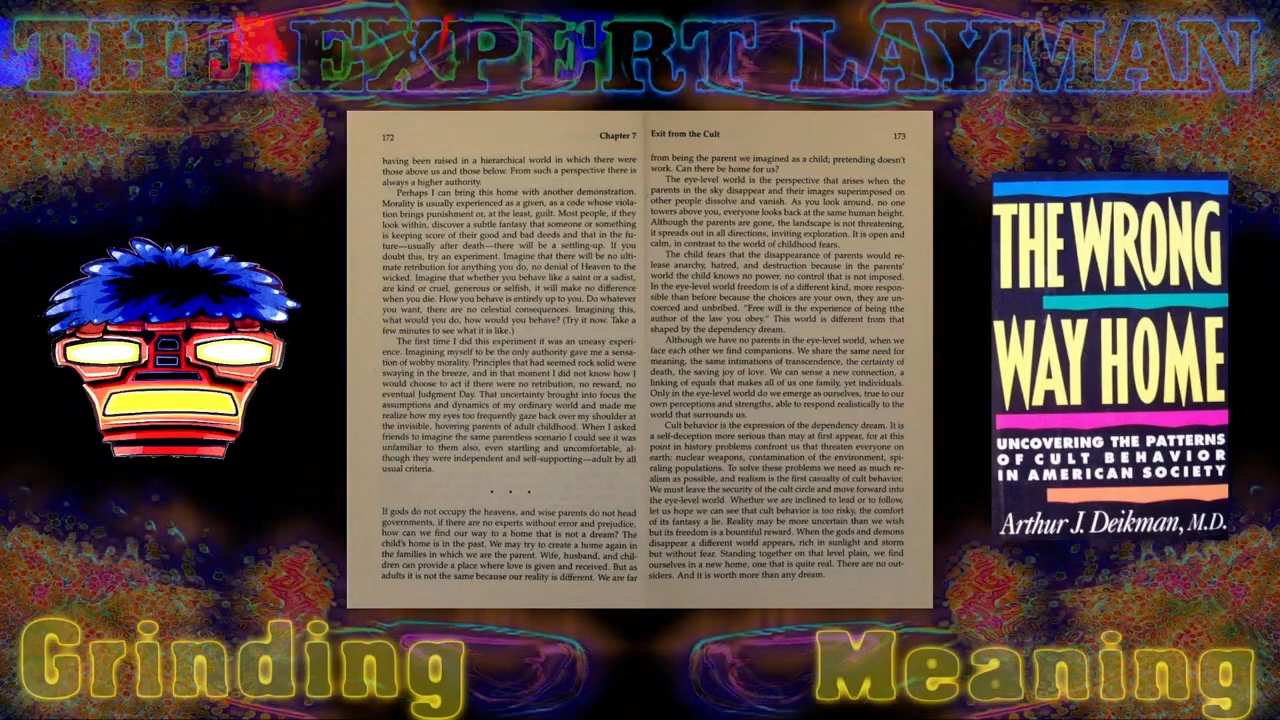 THE EXPERT LAYMAN
172 Chapter 7
having been raised in a hierarchical world in which there were
those above us and those below. From such a perspective there is
always a higher authority.
Perhaps I can bring this home with another demonstration.
Morality is usually experienced as a given, as a code whose viola-
tion brings punishment or, at the least, guilt. Most people, if they
look within, discover a subtle fantasy that someone or something
is keeping score of their good and bad deeds and that in the fu-
ture—usually after death—there will be a settling-up. If you
doubt this, try an experiment. Imagine that there will be no ulti-
mate retribution for anything you do, no denial of Heaven to the
wicked. Imagine that whether you behave like a saint or a sadist,
are kind or cruel, generous or selfish, it will make no difference
when you die. How you behave is entirely up to you. Do whatever
you want, there are no celestial consequences. Imagining this,
what would you do, how would you behave? (Try it now. Take a
few minutes to see what it is like.)
The first time I did this experiment it was an uneasy experi-
ence. Imagining myself to be the only authority gave me a sensa-
tion of wobby morality. Principles that had seemed rock solid were
swaying in the breeze, and in that moment I did not know how I
would choose to act if there were no retribution, no reward, no
eventual Judgment Day. That uncertainty brought into focus the
assumptions and dynamics of my ordinary world and made me
realize how my eyes too frequently gaze back over my shoulder at
the invisible, hovering parents of adult childhood. When I asked
friends to imagine the same parentless scenario I could see it was
unfamiliar to them also, even startling and uncomfortable, al-
though they were independent and self-supporting—adult by all
usual criteria.
. . .
If gods do not occupy the heavens, and wise parents do not head
governments, if there are no experts without error and prejudice,
how can we find our way to a home that is not a dream? The
child's home is in the past. We may try to create a home again in
the families in which we are the parent. Wife, husband, and chil-
dren can provide a place where love is given and received. But as
adults it is not the same because our reality is different. We are far
Exit from the Cult 173
from being the parent we imagined as a child; pretending doesn't
work. Can there be home for us?
The eye-level world is the perspective that arises when the
parents in the sky disappear and their images superimposed on
other people dissolve and vanish. As you look around, no one
towers above you, everyone looks back at the same human height.
Although the parents are gone, the landscape is not threatening,
it spreads out in all directions, inviting exploration. It is open and
calm, in contrast to the world of childhood fears.
The child fears that the disappearance of parents would re-
lease anarchy, hatred, and destruction because in the parents'
world the child knows no power, no control that is not imposed.
In the eye-level world freedom is of a different kind, more respon-
sible than before because the choices are your own, they are un-
coerced and unbribed. “Free will is the experience of being tthe
author of the law you obey.” This world is different from that
shaped by the dependency dream.
Although we have no parents in the eye-level world, when we
face each other we find companions. We share the same need for
meaning, the same intimations of transcendence, the certainty of
death, the saving joy of love. We can sense a new connection, a
linking of equals that makes all of us one family, yet individuals.
Only in the eye-level world do we emerge as ourselves, true to our
own perceptions and strengths, able to respond realistically to the
world that surrounds us.
Cult behavior is the expression of the dependency dream. It is
a self-deception more serious than may at first appear, for at this
point in history problems confront us that threaten everyone on
earth: nuclear weapons, contamination of the environment, spi-
raling populations. To solve these problems we need as much re-
alism as possible, and realism is the first casualty of cult behavior.
We must leave the security of the cult circle and move forward into
the eye-level world. Whether we are inclined to lead or to follow,
let us hope we can see that cult behavior is too risky, the comfort
of its fantasy a lie. Reality may be more uncertain than we wish
but its freedom is a bountiful reward. When the gods and demons
disappear a different world appears, rich in sunlight and storm
but without fear. Standing together on that level plain, we find
ourselves in a new home, one that is quite real. There are no out-
siders. And it is worth more than any dream.
THE WRONG
WAY HOME
UNCOVERING THE PATTERNS
OF CULT BEHAVIOR
IN AMERICAN SOCIETY
Arthur J. Deikman, M.D.
Grinding Meaning